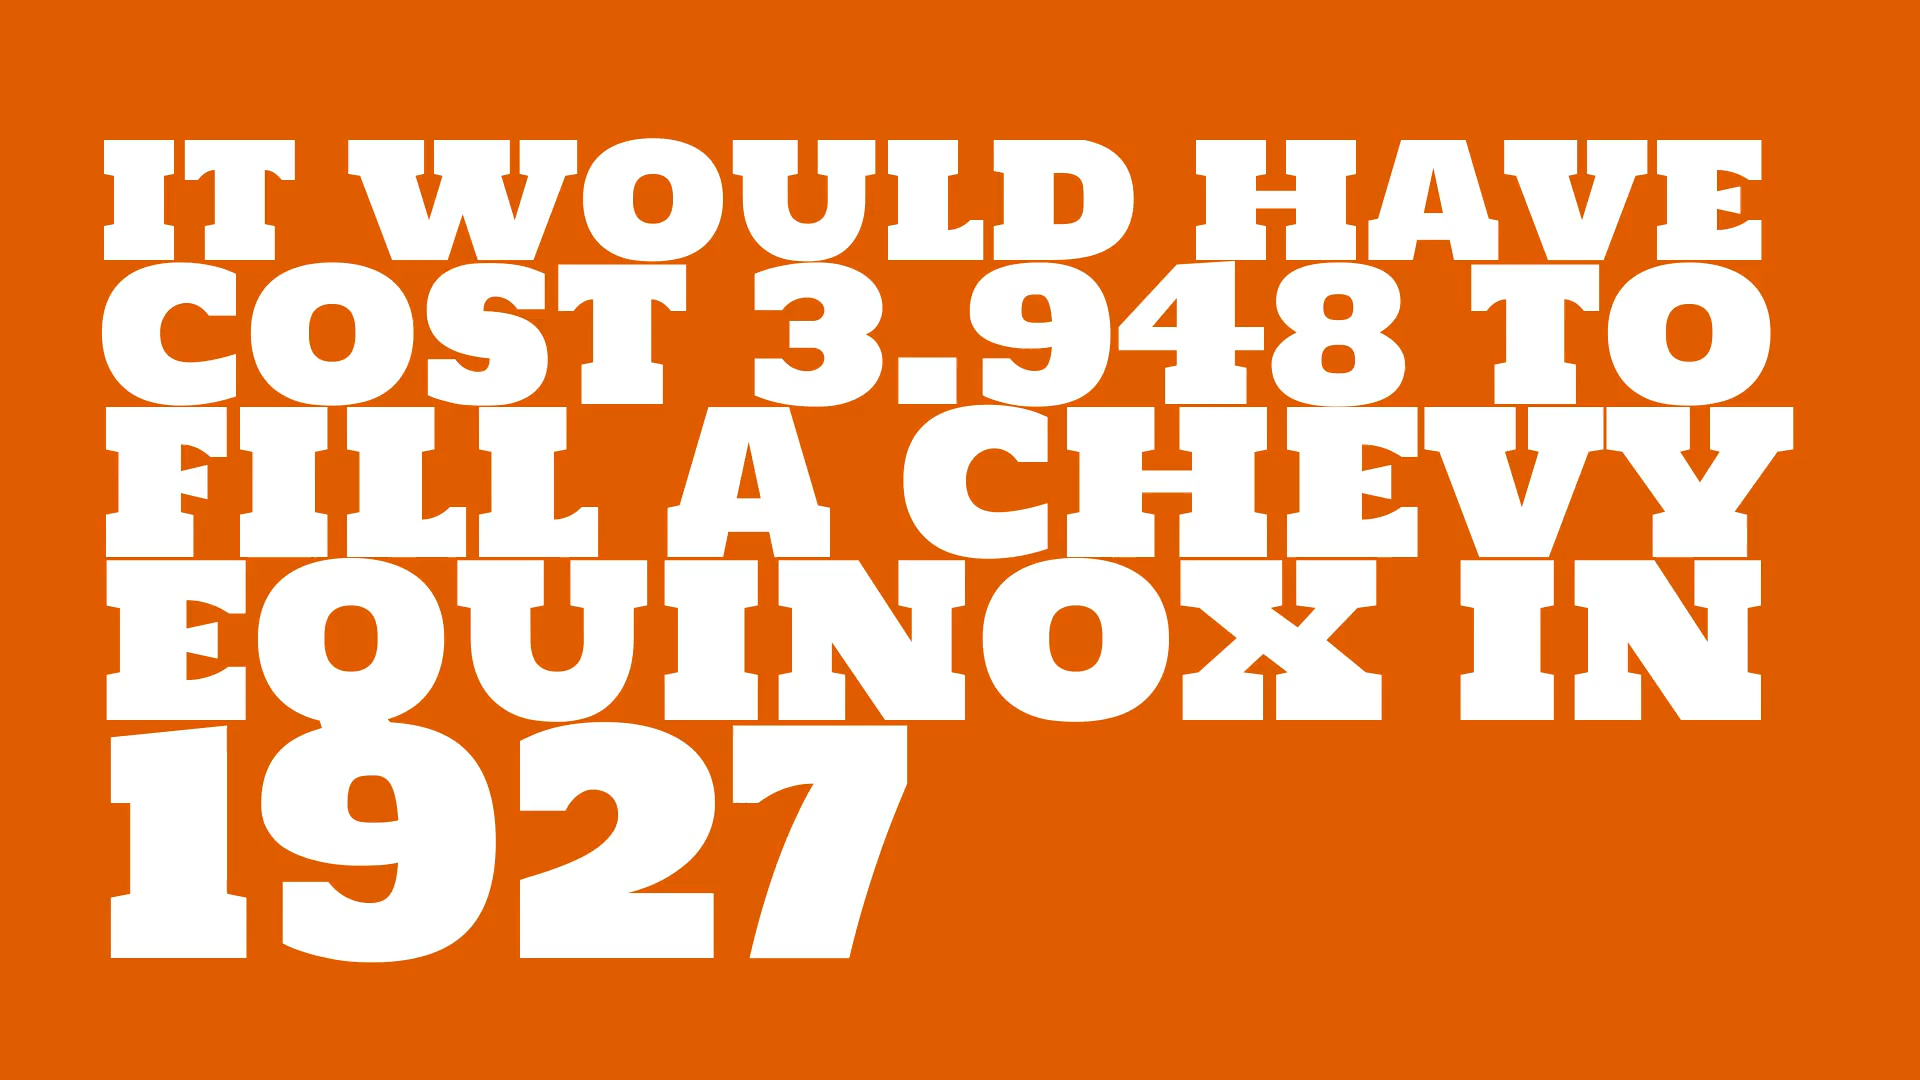 IT WOULD HAVE
COST 3.948 TO
FILL A CHEVY
EQUINOX IN
1927